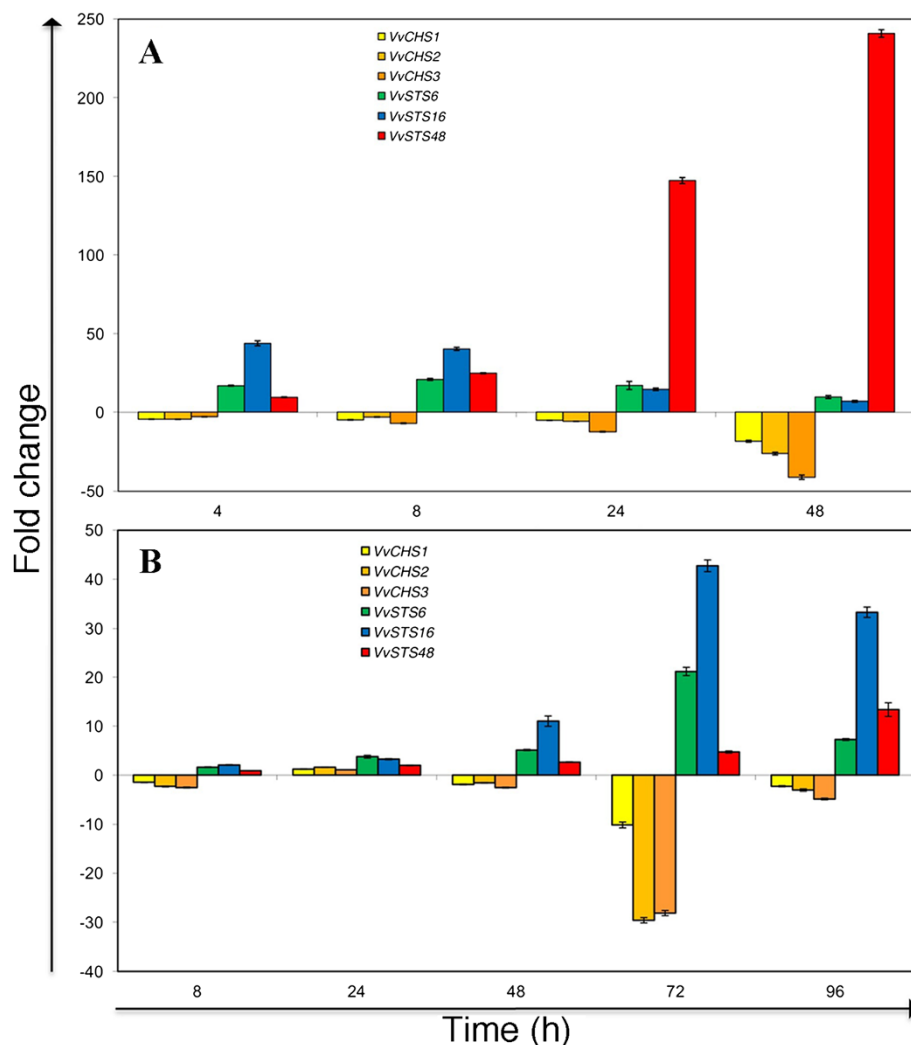 Fold change
A
250
200
150
100
50
0
-50
VvCHS1
VvCHS2
VvCHS3
VvSTS6
VvSTS16
VvSTS48
4 8 24 48
B
50
40
30
20
10
0
-10
-20
-30
-40
VvCHS1
VvCHS2
VvCHS3
VvSTS6
VvSTS16
VvSTS48
8 24 48 72 96
Time (h)